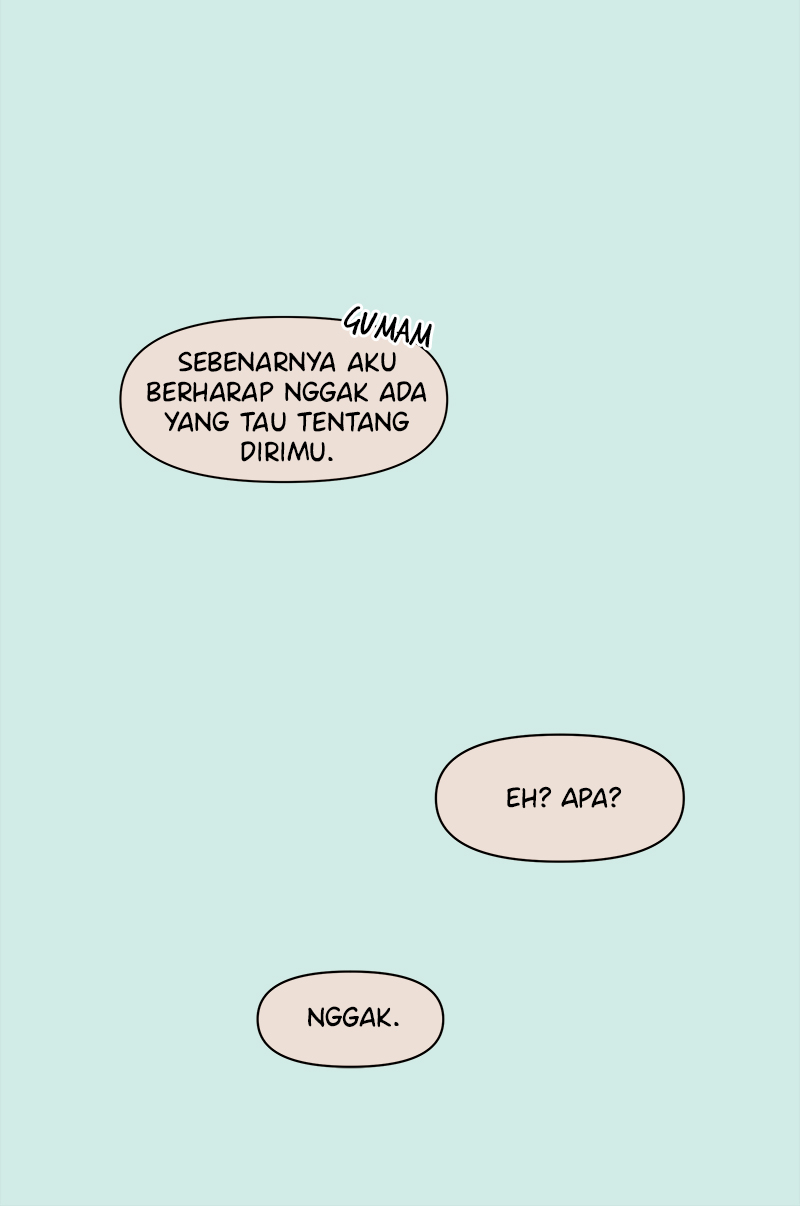 GUMAM
SEBENARNYA AKU
BERHARAP NGGAK ADA
YANG TAU TENTANG
DIRIMU.
EH? APA?
NGGAK.